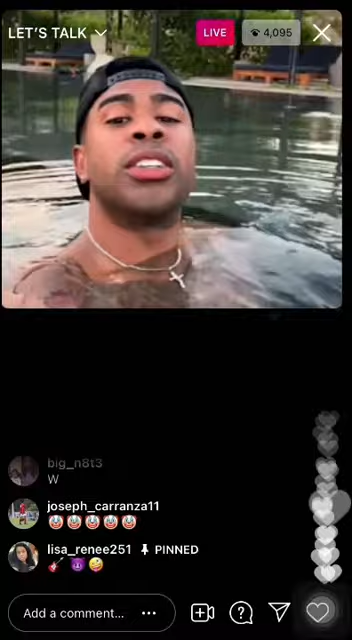 LET'S TALK
LIVE
4,095
big_n8t3
W
joseph_carranza11
lisa_renee251 PINNED
Add a comment...